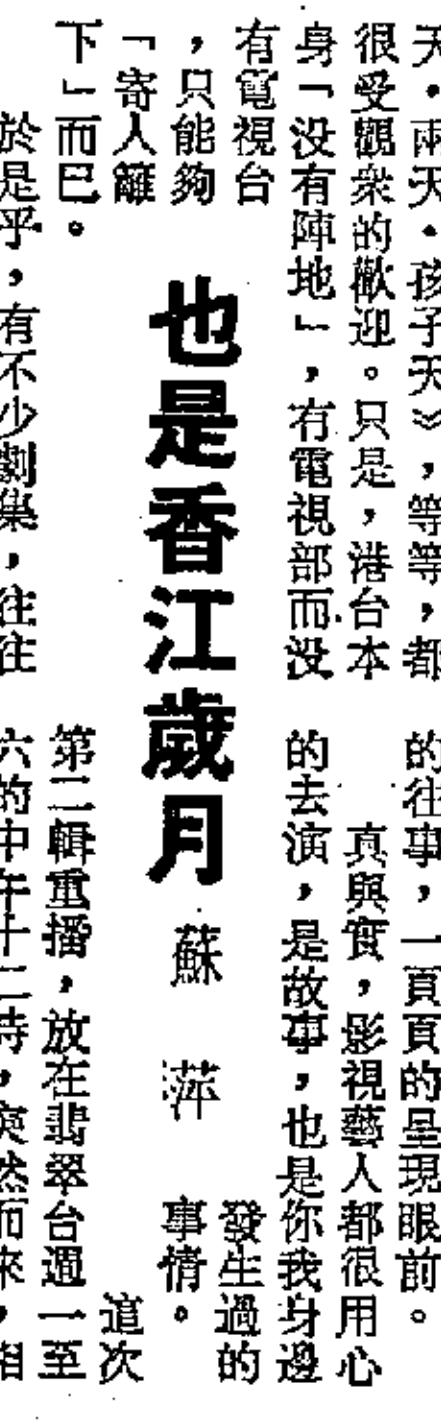 也是香江歲月
蘇萍
天·兩天·孩子天》，等等，都
很受觀衆的歡迎。只是，港台本
身「没有陣地」，有電視部而没
有電視台
，只能夠
「寄人籬
下」而巳。
於是乎，有不少劇集，往往
的往事，一頁頁的呈現眼前。
真與實，影視藝人都很用心
的去演，是故事，也是你我身邊
發生過的
事情。
這次
第二輯重播，放在翡翠台週一至
六的中午十二時，突然而來，相